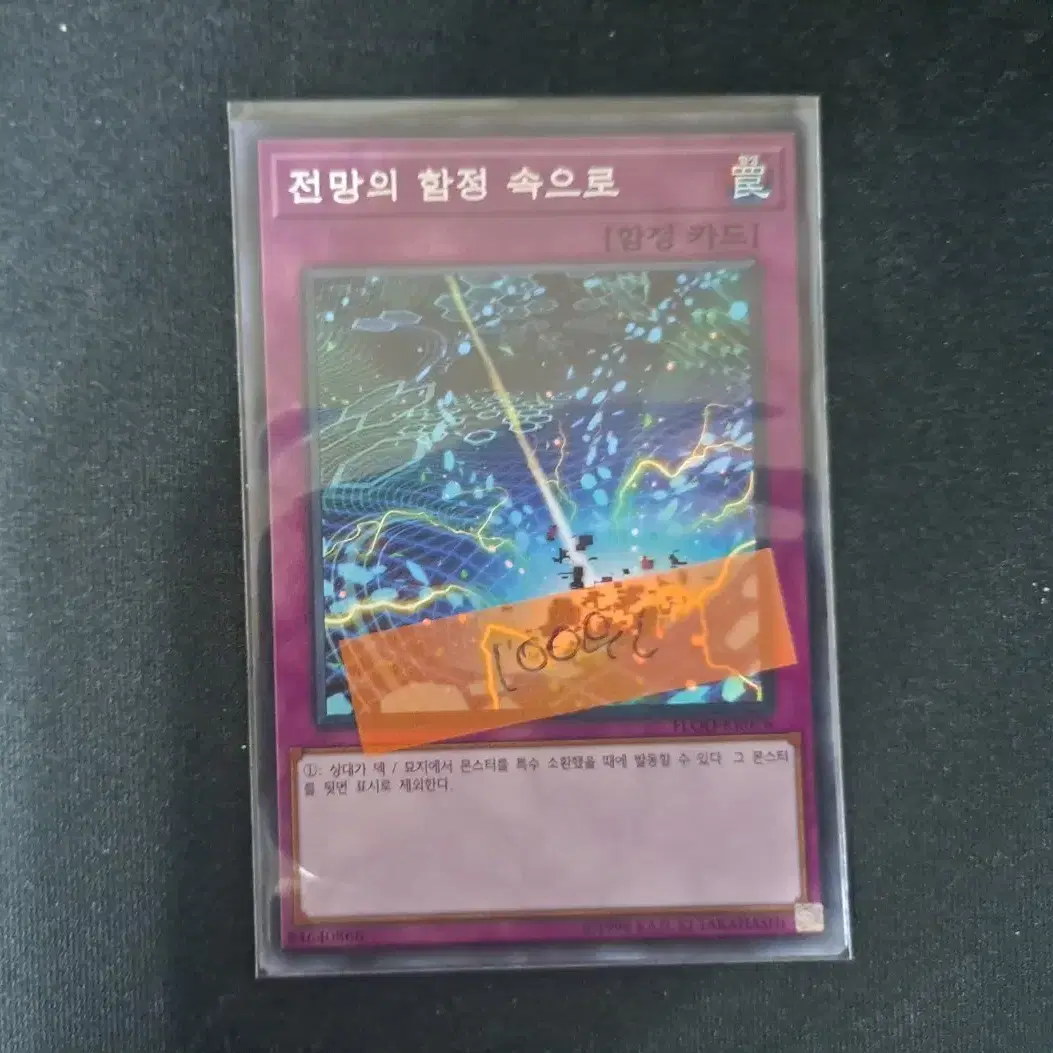 전망의 함정 속으로
罠
[함정 카드]
1000원
①: 상대가 덱 / 묘지에서 몬스터를 특수 소환했을 때에 발동할 수 있다. 그 몬스터
를 뒷면 표시로 제외한다.